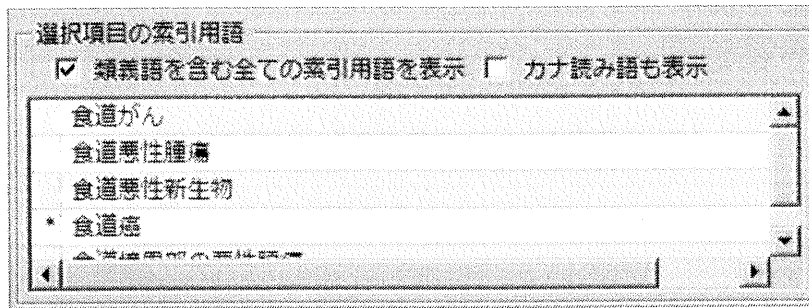 選択項目の索引用語
類義語を含む全ての索引用語を表示 カナ読み語も表示
食道がん
食道悪性腫瘍
食道悪性新生物
* 食道癌